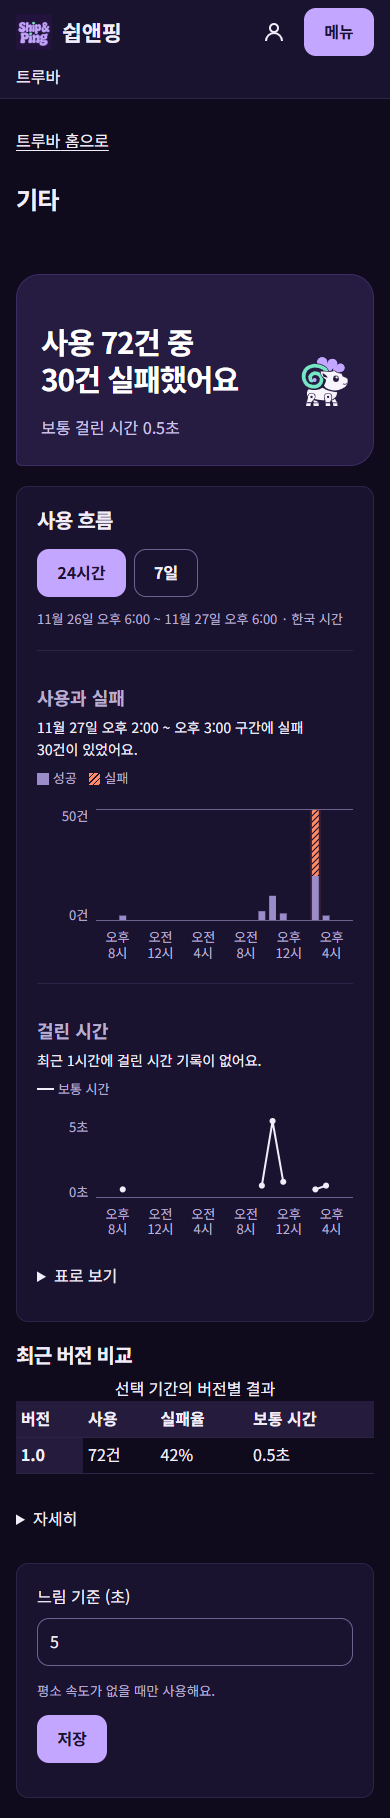 Ship&
Ping
쉽앤핑
메뉴
트루바
트루바 홈으로
기타
사용 72건 중
30건 실패했어요
보통 걸린 시간 0.5초
사용 흐름
24시간
7일
11월 26일 오후 6:00 ~ 11월 27일 오후 6:00 · 한국 시간
사용과 실패
11월 27일 오후 2:00 ~ 오후 3:00 구간에 실패
30건이 있었어요.
성공 실패
50건
0건
오후 오전 오전 오전 오후 오후
8시 12시 4시 8시 12시 4시
걸린 시간
최근 1시간에 걸린 시간 기록이 없어요.
보통 시간
5초
0초
오후 오전 오전 오전 오후 오후
8시 12시 4시 8시 12시 4시
표로 보기
최근 버전 비교
선택 기간의 버전별 결과
버전 사용 실패율 보통 시간
1.0 72건 42% 0.5초
자세히
느림 기준 (초)
5
평소 속도가 없을 때만 사용해요.
저장